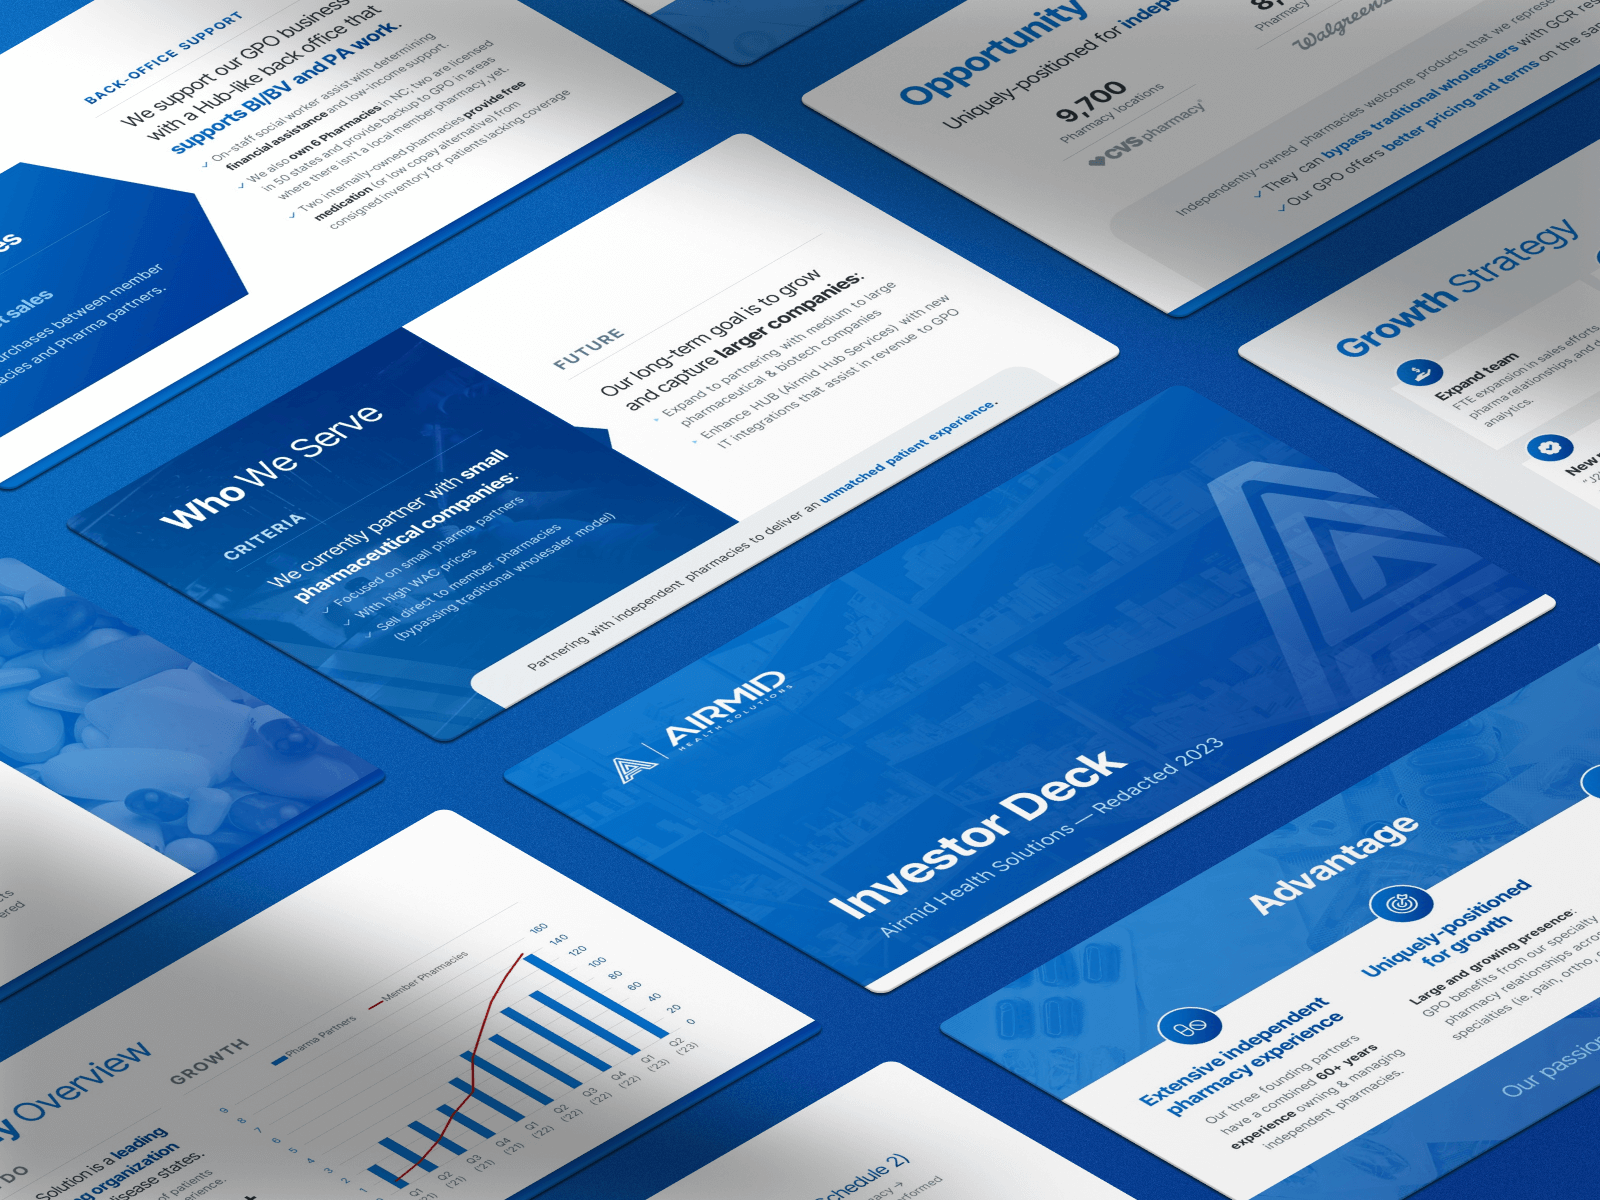 BACK-OFFICE SUPPORT
We support our GPO business
with a Hub-like back office that
supports BI/BV and PA work.
✓ On-staff social worker assist with determining
financial assistance and low-income support.
✓ We also own 6 Pharmacies in NC; two are licensed
in 50 states and provide backup to GPO in areas
where there isn't a local member pharmacy, yet.
✓ Two internally-owned pharmacies provide free
medication (or low copay alternative) from
consigned inventory for patients lacking coverage
es
t sales
urchases between member
acies and Pharma partners.
Opportunity
Uniquely-positioned for indep
9,700
Pharmacy locations
CVS pharmacy
8,
Pharmacy
Walgreens
Independently-owned pharmacies welcome products that we represe
✓ They can bypass traditional wholesalers with GCR res
✓ Our GPO offers better pricing and terms on the sam
Growth Strategy
Expand team
FTE expansion in sales efforts,
pharma relationships, and d
analytics.
New
"J2
Who We Serve
CRITERIA
We currently partner with small
pharmaceutical companies:
✓ Focused on small pharma partners
✓ With high WAC prices
✓ Sell direct to member pharmacies
(bypassing traditional wholesaler model)
FUTURE
Our long-term goal is to grow
and capture larger companies:
Expand to partnering with medium to large
pharmaceutical & biotech companies
Enhance HUB (Airmid Hub Services) with new
IT integrations that assist in revenue to GPO
Partnering with independent pharmacies to deliver an unmatched patient experience.
AIRMID
HEALTH SOLUTIONS
Investor Deck
Airmid Health Solutions — Redacted 2023
Advantage
Extensive independent
pharmacy experience
Our three founding partners
have a combined 60+ years
experience owning & managing
independent pharmacies.
Uniquely-positioned
for growth
Large and growing presence:
GPO benefits from our specialty
pharmacy relationships acros
specialties (ie. pain, ortho,
Our passion
cts
ered
y Overview
DO
Solution is a leading
ng organization
disease states.
of patients
perience.
GROWTH
Pharma Partners
Member Pharmacies
160
140
120
100
80
60
40
20
0
9
8
7
6
5
4
3
2
1
Q1 ('21)
Q2 ('21)
Q3 ('21)
Q4 ('21)
Q1 ('22)
Q2 ('22)
Q3 ('22)
Q4 ('22)
Q1 ('23)
Q2 ('23)
chedule 2)
macy →
erformed